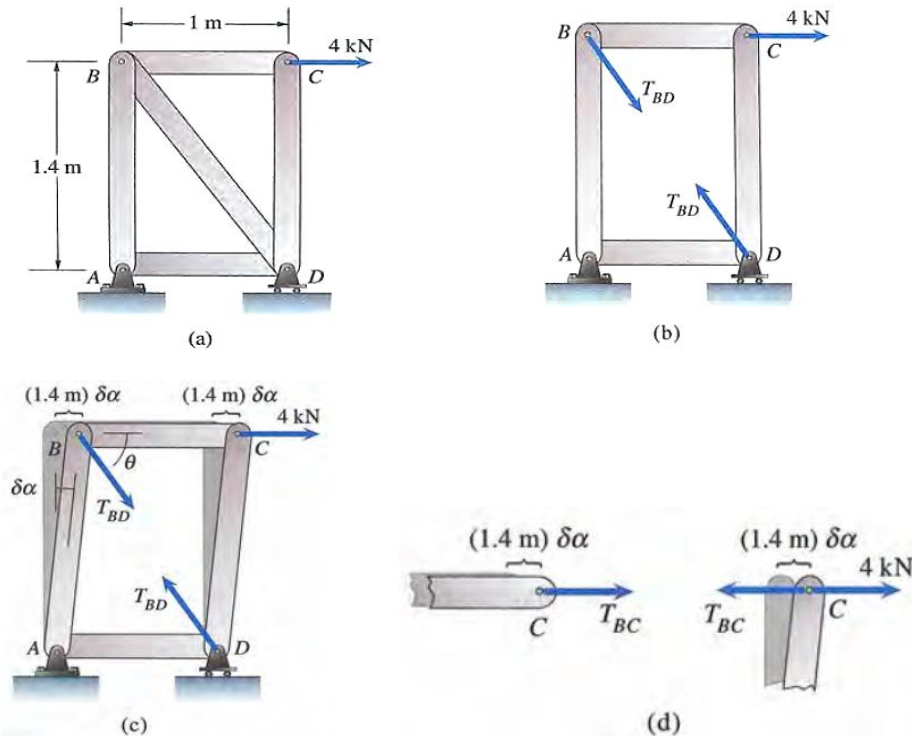 1 m
4 kN
B
C
1.4 m
A
D
(a)
4 kN
B
C
T_BD
T_BD
A
D
(b)
(1.4 m) δα
(1.4 m) δα
4 kN
B
C
θ
δα
T_BD
T_BD
A
D
(c)
(1.4 m) δα
C
T_BC
(1.4 m) δα
4 kN
T_BC
C
(d)